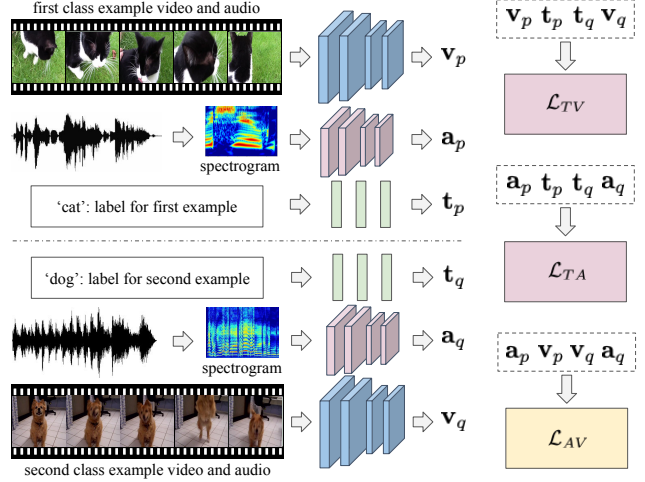 first class example video and audio
v_p
a_p
spectrogram
‘cat’: label for first example
t_p
‘dog’: label for second example
t_q
a_q
spectrogram
v_q
second class example video and audio
v_p t_p t_q v_q
ℒ_TV
a_p t_p t_q a_q
ℒ_TA
a_p v_p v_q a_q
ℒ_AV